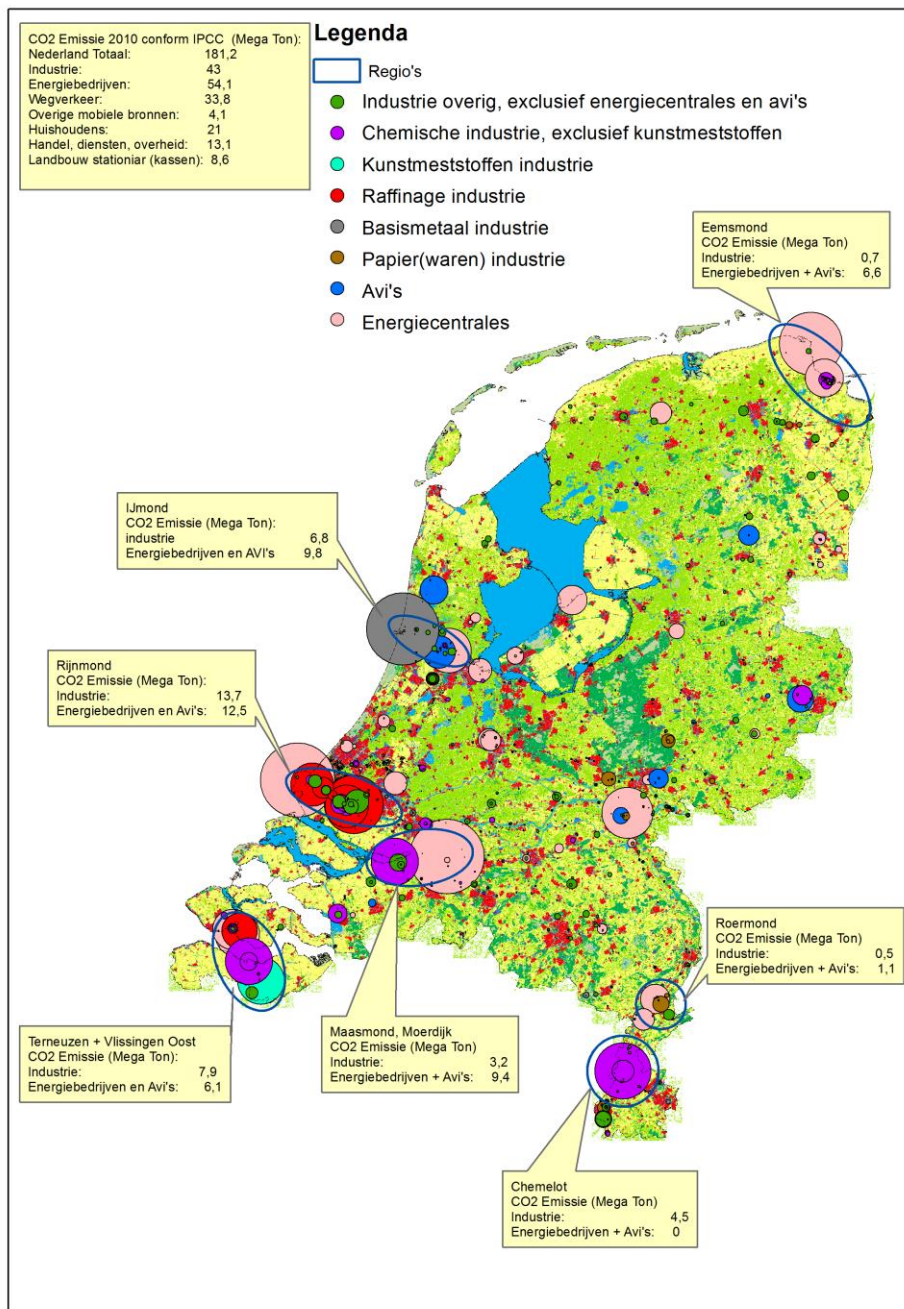 CO2 Emissie 2010 conform IPCC (Mega Ton):
Nederland Totaal: 181,2
Industrie: 43
Energiebedrijven: 54,1
Wegverkeer: 33,8
Overige mobiele bronnen: 4,1
Huishoudens: 21
Handel, diensten, overheid: 13,1
Landbouw stationiar (kassen): 8,6
Legenda
Regio's
Industrie overig, exclusief energiecentrales en avi's
Chemische industrie, exclusief kunstmeststoffen
Kunstmeststoffen industrie
Raffinage industrie
Basismetaal industrie
Papier(waren) industrie
Avi's
Energiecentrales
Eemsmond
CO2 Emissie (Mega Ton)
Industrie: 0,7
Energiebedrijven + Avi's: 6,6
IJmond
CO2 Emissie (Mega Ton):
industrie 6,8
Energiebedrijven en AVI's 9,8
Rijnmond
CO2 Emissie (Mega Ton):
Industrie: 13,7
Energiebedrijven en Avi's: 12,5
Roermond
CO2 Emissie (Mega Ton)
Industrie: 0,5
Energiebedrijven + Avi's: 1,1
Terneuzen + Vlissingen Oost
CO2 Emissie (Mega Ton):
Industrie: 7,9
Energiebedrijven en Avi's: 6,1
Maasmond, Moerdijk
CO2 Emissie (Mega Ton)
Industrie: 3,2
Energiebedrijven + Avi's: 9,4
Chemelot
CO2 Emissie (Mega Ton)
Industrie: 4,5
Energiebedrijven + Avi's: 0